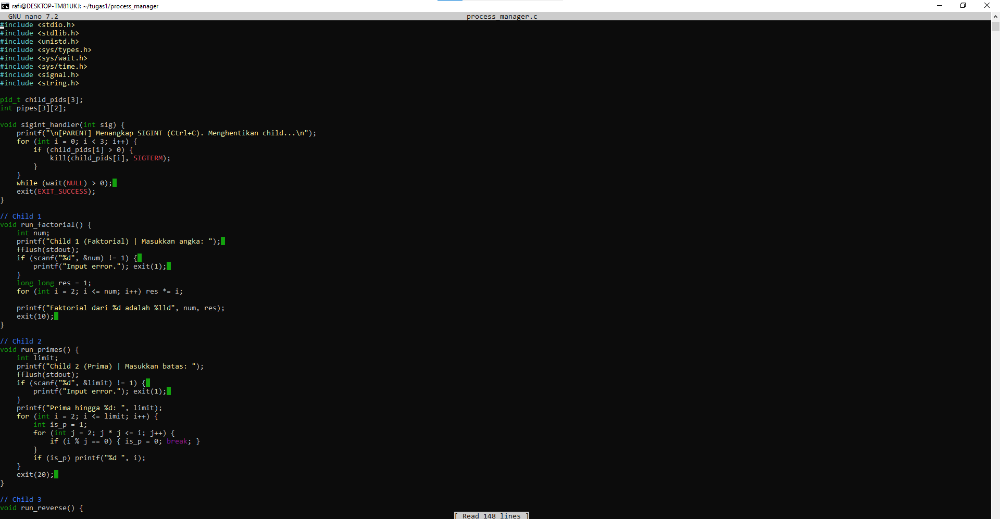 rafi@DESKTOP-TM81UKJ: ~/tugas1/process_manager
GNU nano 7.2 process_manager.c
#include <stdio.h>
#include <stdlib.h>
#include <unistd.h>
#include <sys/types.h>
#include <sys/wait.h>
#include <sys/time.h>
#include <signal.h>
#include <string.h>

pid_t child_pids[3];
int pipes[3][2];

void sigint_handler(int sig) {
    printf("\n[PARENT] Menangkap SIGINT (Ctrl+C). Menghentikan child...\n");
    for (int i = 0; i < 3; i++) {
        if (child_pids[i] > 0) {
            kill(child_pids[i], SIGTERM);
        }
    }
    while (wait(NULL) > 0);
    exit(EXIT_SUCCESS);
}

// Child 1
void run_factorial() {
    int num;
    printf("Child 1 (Faktorial) | Masukkan angka: ");
    fflush(stdout);
    if (scanf("%d", &num) != 1) {
        printf("Input error."); exit(1);
    }
    long long res = 1;
    for (int i = 2; i <= num; i++) res *= i;

    printf("Faktorial dari %d adalah %lld", num, res);
    exit(10);
}

// Child 2
void run_primes() {
    int limit;
    printf("Child 2 (Prima) | Masukkan batas: ");
    fflush(stdout);
    if (scanf("%d", &limit) != 1) {
        printf("Input error."); exit(1);
    }
    printf("Prima hingga %d: ", limit);
    for (int i = 2; i <= limit; i++) {
        int is_p = 1;
        for (int j = 2; j * j <= i; j++) {
            if (i % j == 0) { is_p = 0; break; }
        }
        if (is_p) printf("%d ", i);
    }
    exit(20);
}

// Child 3
void run_reverse() {
[ Read 148 lines ]